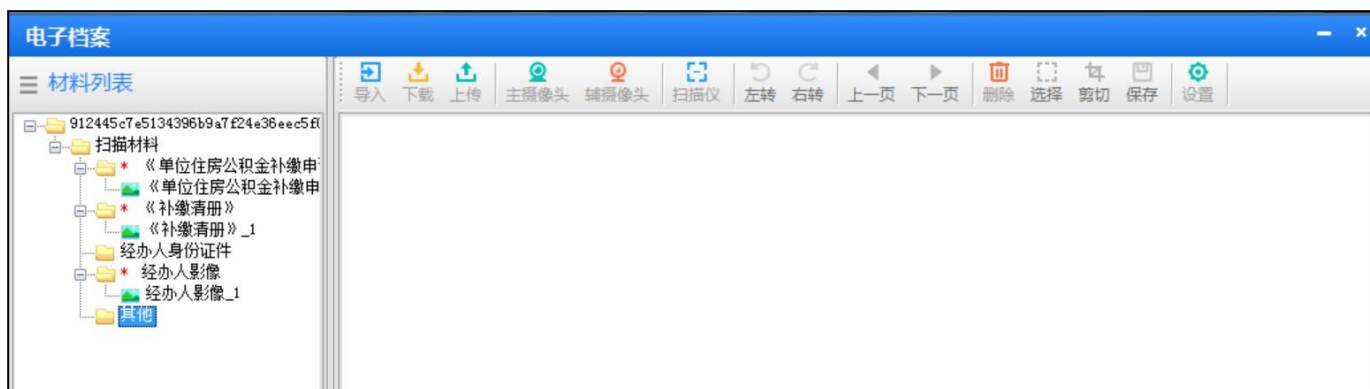 电子档案
材料列表
导入 下载 上传 主摄像头 辅摄像头 扫描仪 左转 右转 上一页 下一页 删除 选择 剪切 保存 设置
912445c7e5134396b9a7f24e36eec5f(
扫描材料
* 《单位住房公积金补缴申
《单位住房公积金补缴申
* 《补缴清册》
《补缴清册》_1
经办人身份证件
* 经办人影像
经办人影像_1
其他